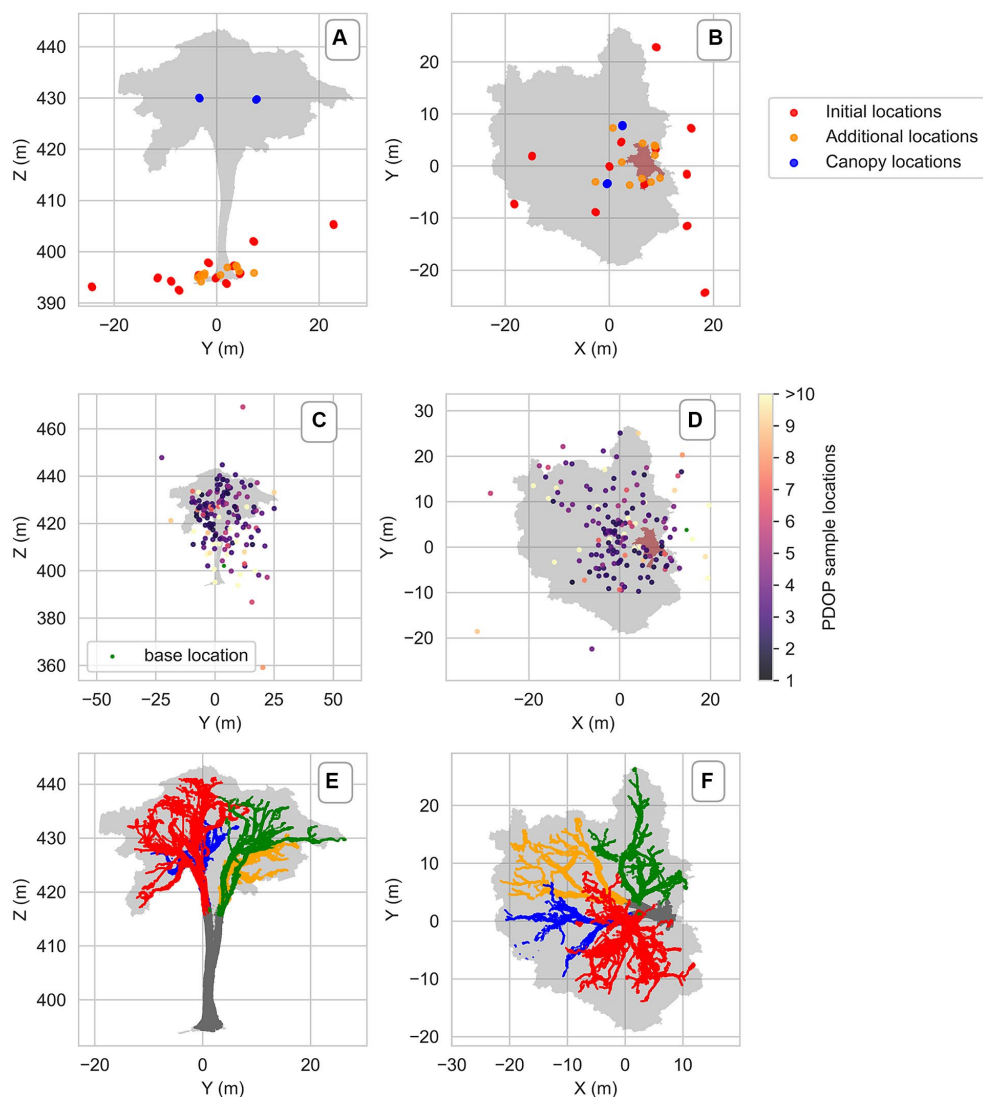 A
B
440
430
420
410
400
390
Z (m)
−20
0
20
Y (m)
20
10
0
−10
−20
Y (m)
−20
0
20
X (m)
Initial locations
Additional locations
Canopy locations
C
D
460
440
420
400
380
360
Z (m)
base location
−50
−25
0
25
50
Y (m)
30
20
10
0
−10
−20
Y (m)
−20
0
20
X (m)
>10
9
8
7
6
5
4
3
2
1
PDOP sample locations
E
F
440
430
420
410
400
Z (m)
−20
0
20
Y (m)
20
10
0
−10
−20
Y (m)
−30
−20
−10
0
10
X (m)